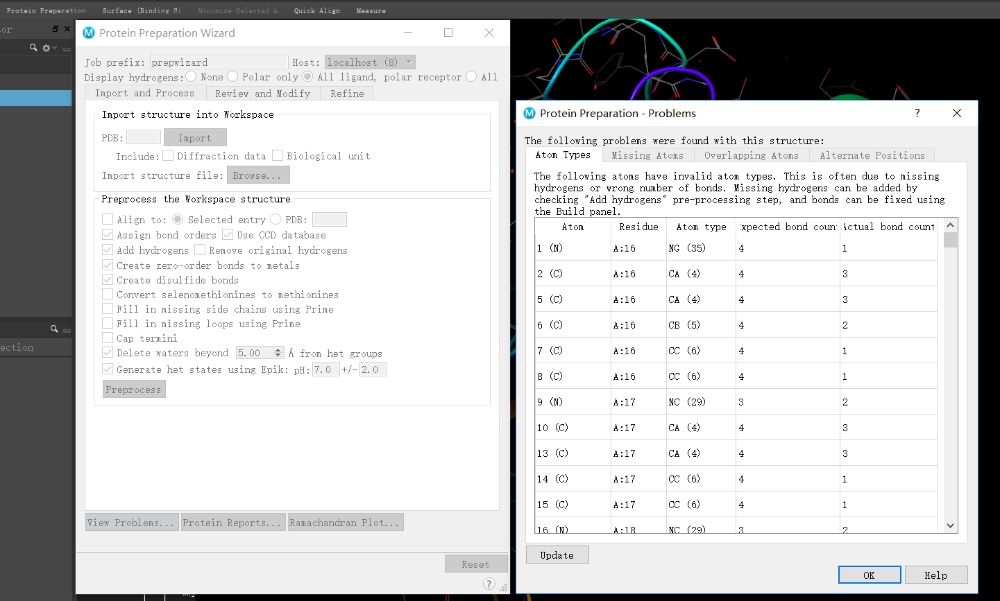 Protein Preparation Surface (Binding Si Minimize Selected A Quick Align Measure
or
ection
M Protein Preparation Wizard
Job prefix: prepwizard Host: localhost (8)
Display hydrogens: None Polar only All ligand, polar receptor All
Import and Process Review and Modify Refine
Import structure into Workspace
PDB: Import
Include: Diffraction data Biological unit
Import structure file: Browse...
Preprocess the Workspace structure
Align to: Selected entry PDB:
Assign bond orders Use CCD database
Add hydrogens Remove original hydrogens
Create zero-order bonds to metals
Create disulfide bonds
Convert selenomethionines to methionines
Fill in missing side chains using Prime
Fill in missing loops using Prime
Cap termini
Delete waters beyond 5.00 Å from het groups
Generate het states using Epik: pH: 7.0 +/- 2.0
Preprocess
View Problems... Protein Reports... Ramachandran Plot...
Reset
?
M Protein Preparation - Problems ?
The following problems were found with this structure:
Atom Types Missing Atoms Overlapping Atoms Alternate Positions
The following atoms have invalid atom types. This is often due to missing
hydrogens or wrong number of bonds. Missing hydrogens can be added by
checking "Add hydrogens" pre-processing step, and bonds can be fixed using
the Build panel.
Atom Residue Atom type xpected bond coun Actual bond count
1 (N) A:16 NG (35) 4 1
2 (C) A:16 CA (4) 4 3
5 (C) A:16 CA (4) 4 3
6 (C) A:16 CB (5) 4 2
7 (C) A:16 CC (6) 4 1
8 (C) A:16 CC (6) 4 1
9 (N) A:17 NC (29) 3 2
10 (C) A:17 CA (4) 4 3
13 (C) A:17 CA (4) 4 3
14 (C) A:17 CC (6) 4 1
15 (C) A:17 CC (6) 4 1
16 (N) A:18 NC (29) 3 2
Update
OK Help